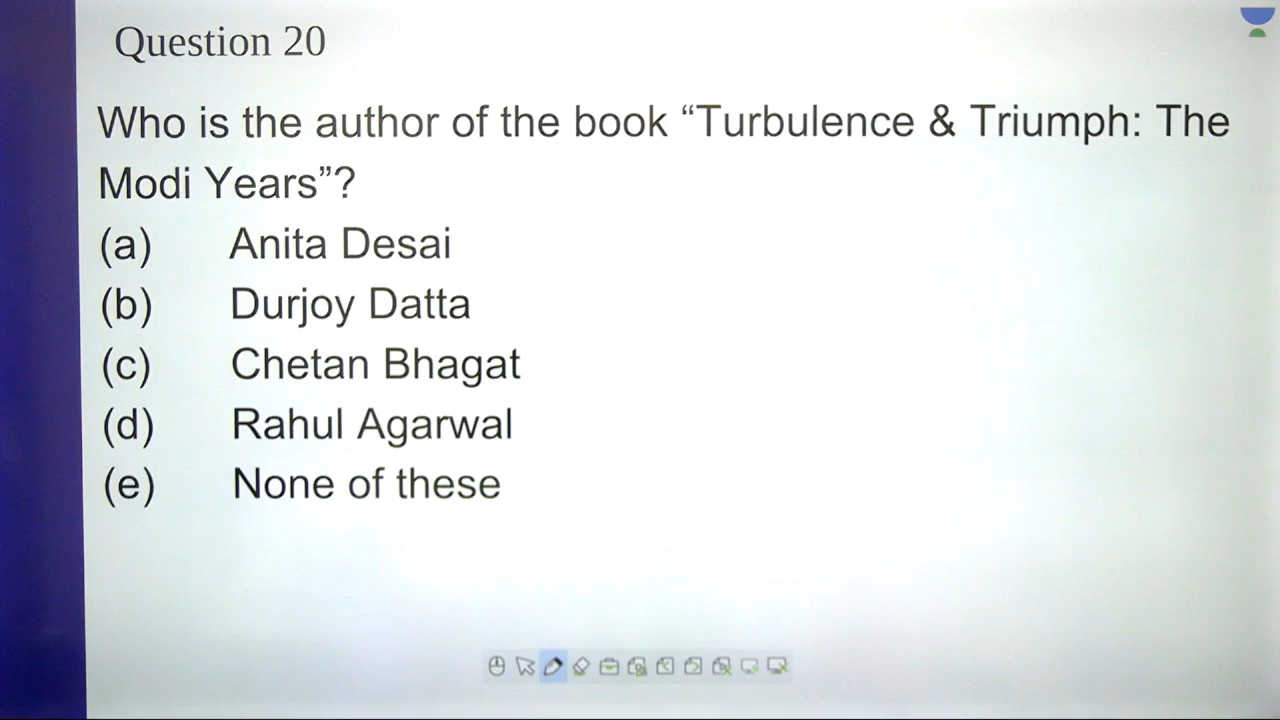 Question 20
Who is the author of the book “Turbulence & Triumph: The
Modi Years”?
(a) Anita Desai
(b) Durjoy Datta
(c) Chetan Bhagat
(d) Rahul Agarwal
(e) None of these